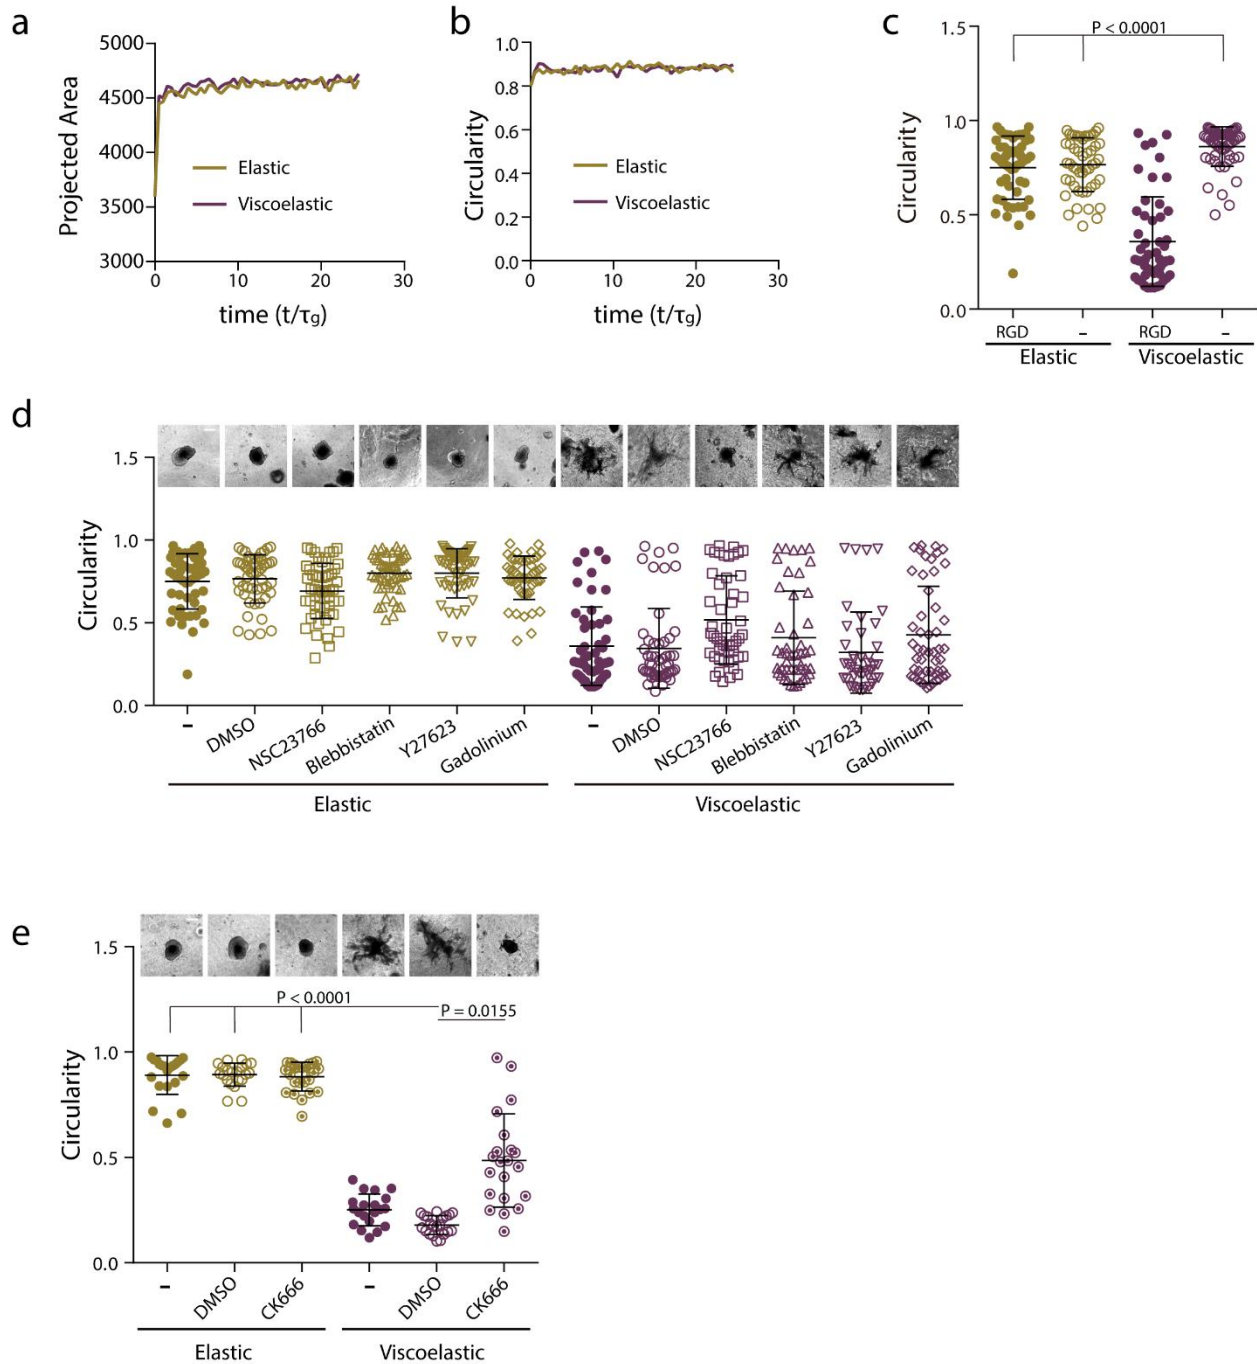 a
5000
4500
4000
3500
3000
Projected Area
Elastic
Viscoelastic
0
10
20
30
time (t/τg)
b
1.0
0.8
0.6
0.4
0.2
0.0
Circularity
Elastic
Viscoelastic
0
10
20
30
time (t/τg)
c
1.5
1.0
0.5
0.0
Circularity
P < 0.0001
RGD – RGD –
Elastic Viscoelastic
d
1.5
1.0
0.5
0.0
Circularity
– DMSO NSC23766 Blebbistatin Y27623 Gadolinium – DMSO NSC23766 Blebbistatin Y27623 Gadolinium
Elastic Viscoelastic
e
1.5
1.0
0.5
0.0
Circularity
P < 0.0001
P = 0.0155
– DMSO CK666 – DMSO CK666
Elastic Viscoelastic